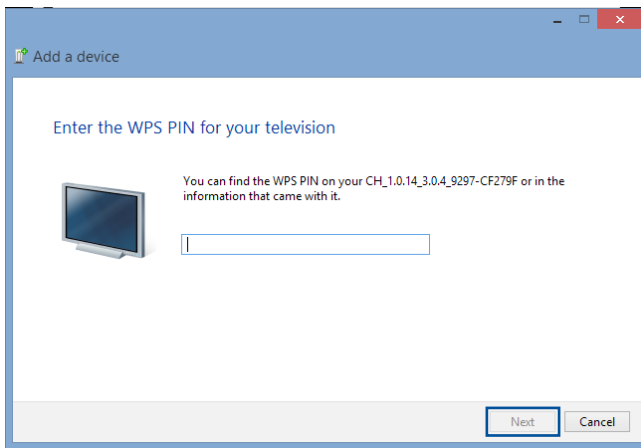 Add a device
Enter the WPS PIN for your television
You can find the WPS PIN on your CH_1.0.14_3.0.4_9297-CF279F or in the
information that came with it.
Next
Cancel